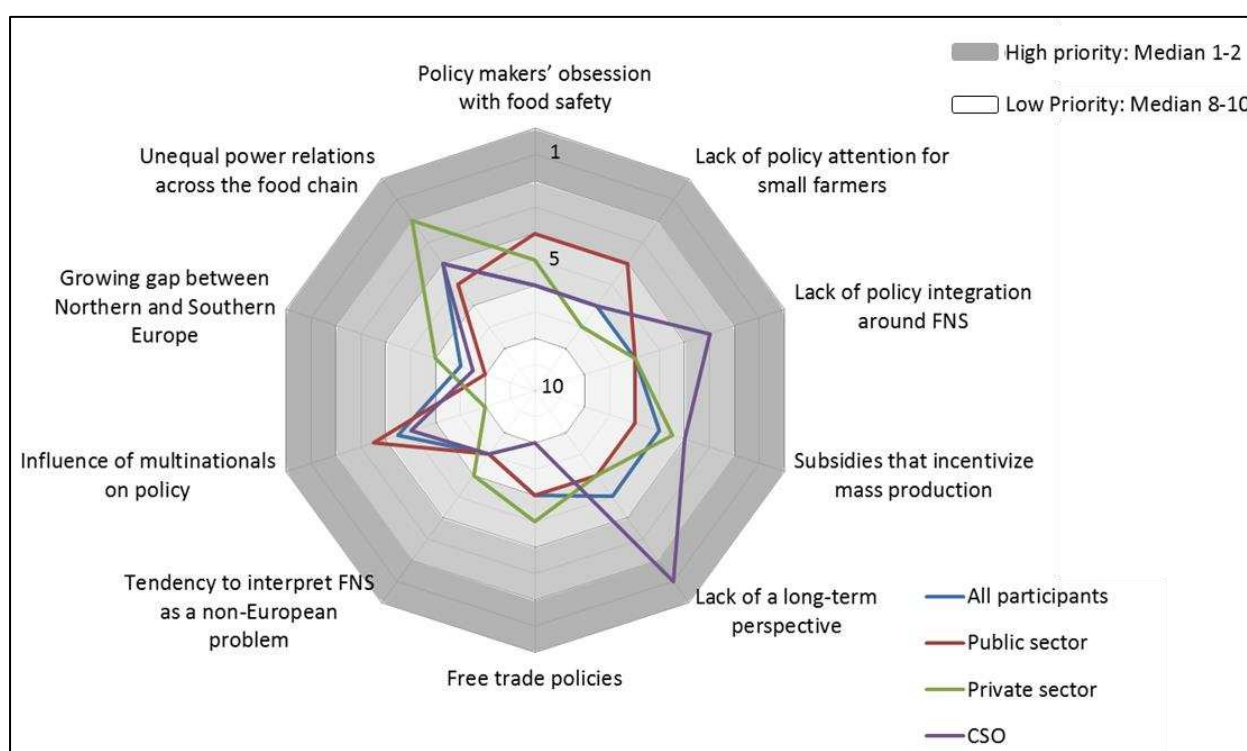 High priority: Median 1-2
Low Priority: Median 8-10
Policy makers’ obsession
with food safety
Unequal power relations
across the food chain
1
Lack of policy attention for
small farmers
Growing gap between
Northern and Southern
Europe
5
Lack of policy integration
around FNS
10
Influence of multinationals
on policy
Subsidies that incentivize
mass production
Tendency to interpret FNS
as a non-European
problem
Lack of a long-term
perspective
Free trade policies
All participants
Public sector
Private sector
CSO